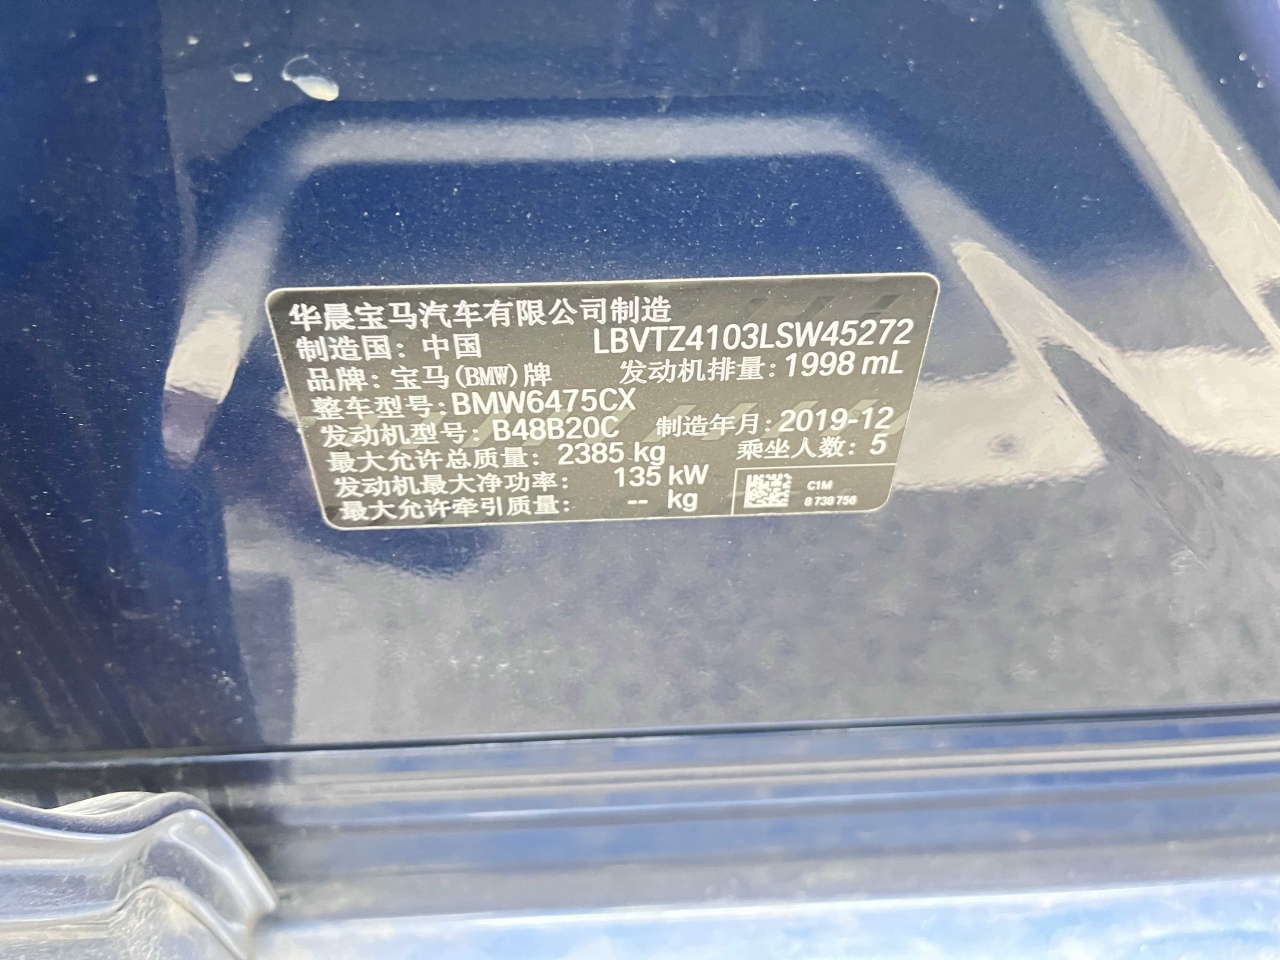 华晨宝马汽车有限公司制造
制造国：中国 LBVTZ4103LSW45272
品牌：宝马(BMW)牌 发动机排量：1998 mL
整车型号：BMW6475CX
发动机型号：B48B20C 制造年月：2019-12
最大允许总质量：2385 kg 乘坐人数：5
发动机最大净功率：135 kW
最大允许牵引质量：-- kg
C1M
8 738 756